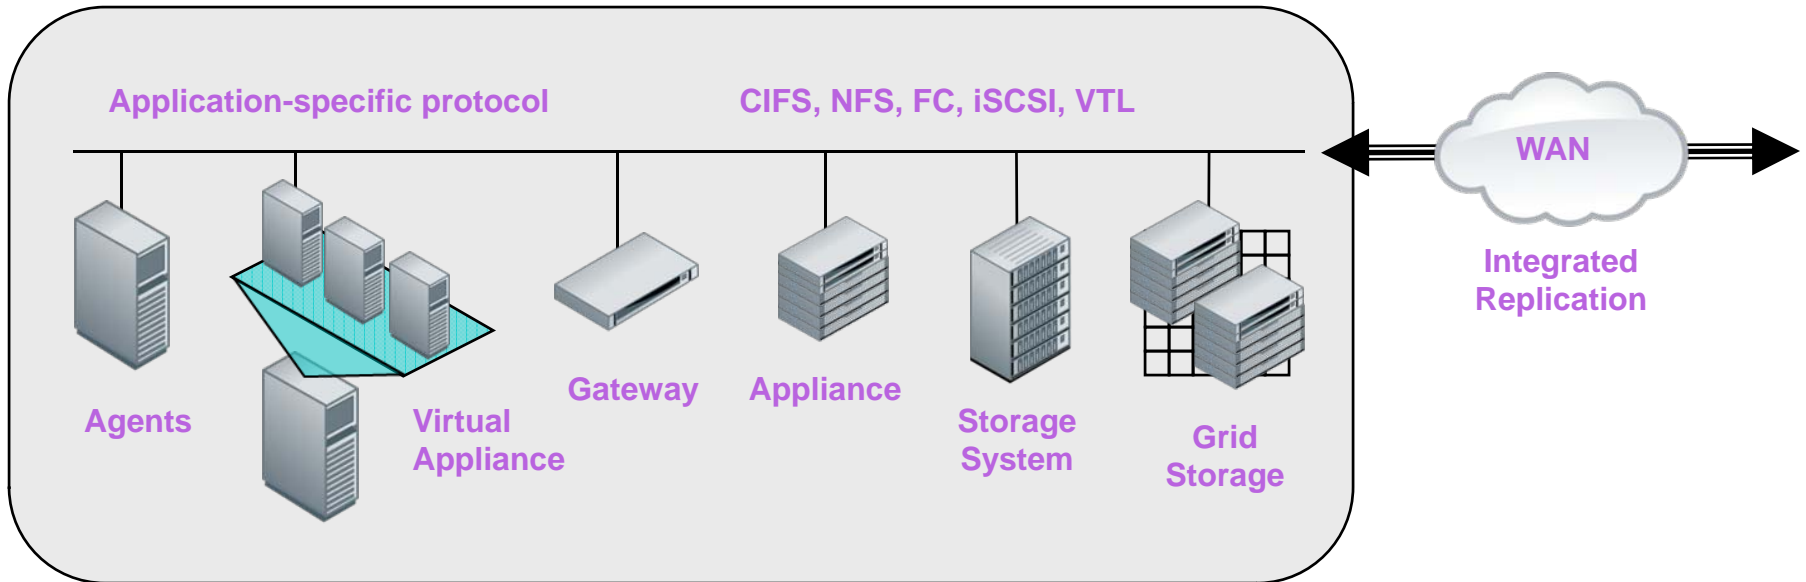 Application-specific protocol
CIFS, NFS, FC, iSCSI, VTL
WAN
Integrated
Replication
Agents
Virtual
Appliance
Gateway
Appliance
Storage
System
Grid
Storage